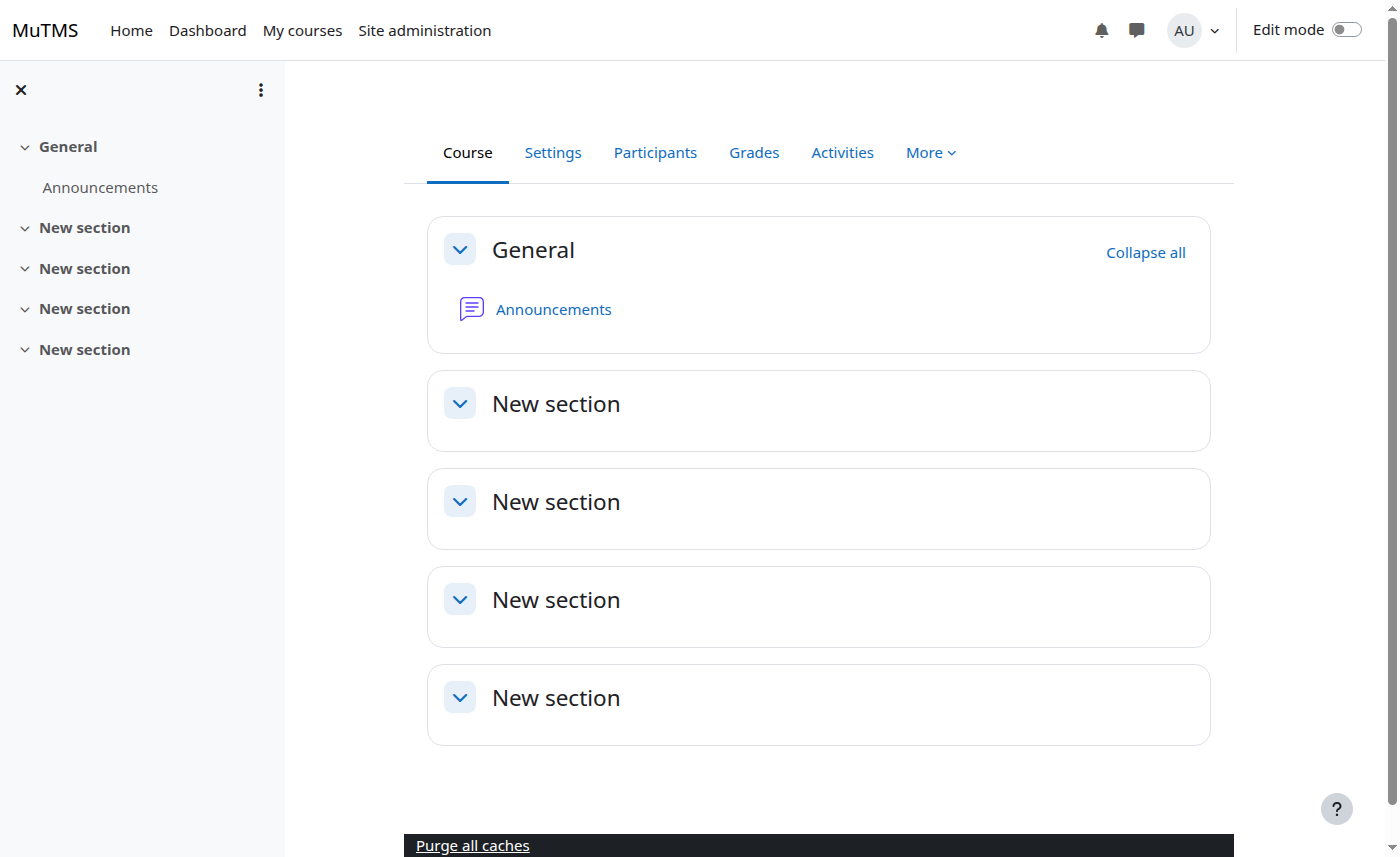 MuTMS Home Dashboard My courses Site administration AU Edit mode
General
Announcements
New section
New section
New section
New section
Course Settings Participants Grades Activities More
General Collapse all
Announcements
New section
New section
New section
New section
?
Purge all caches